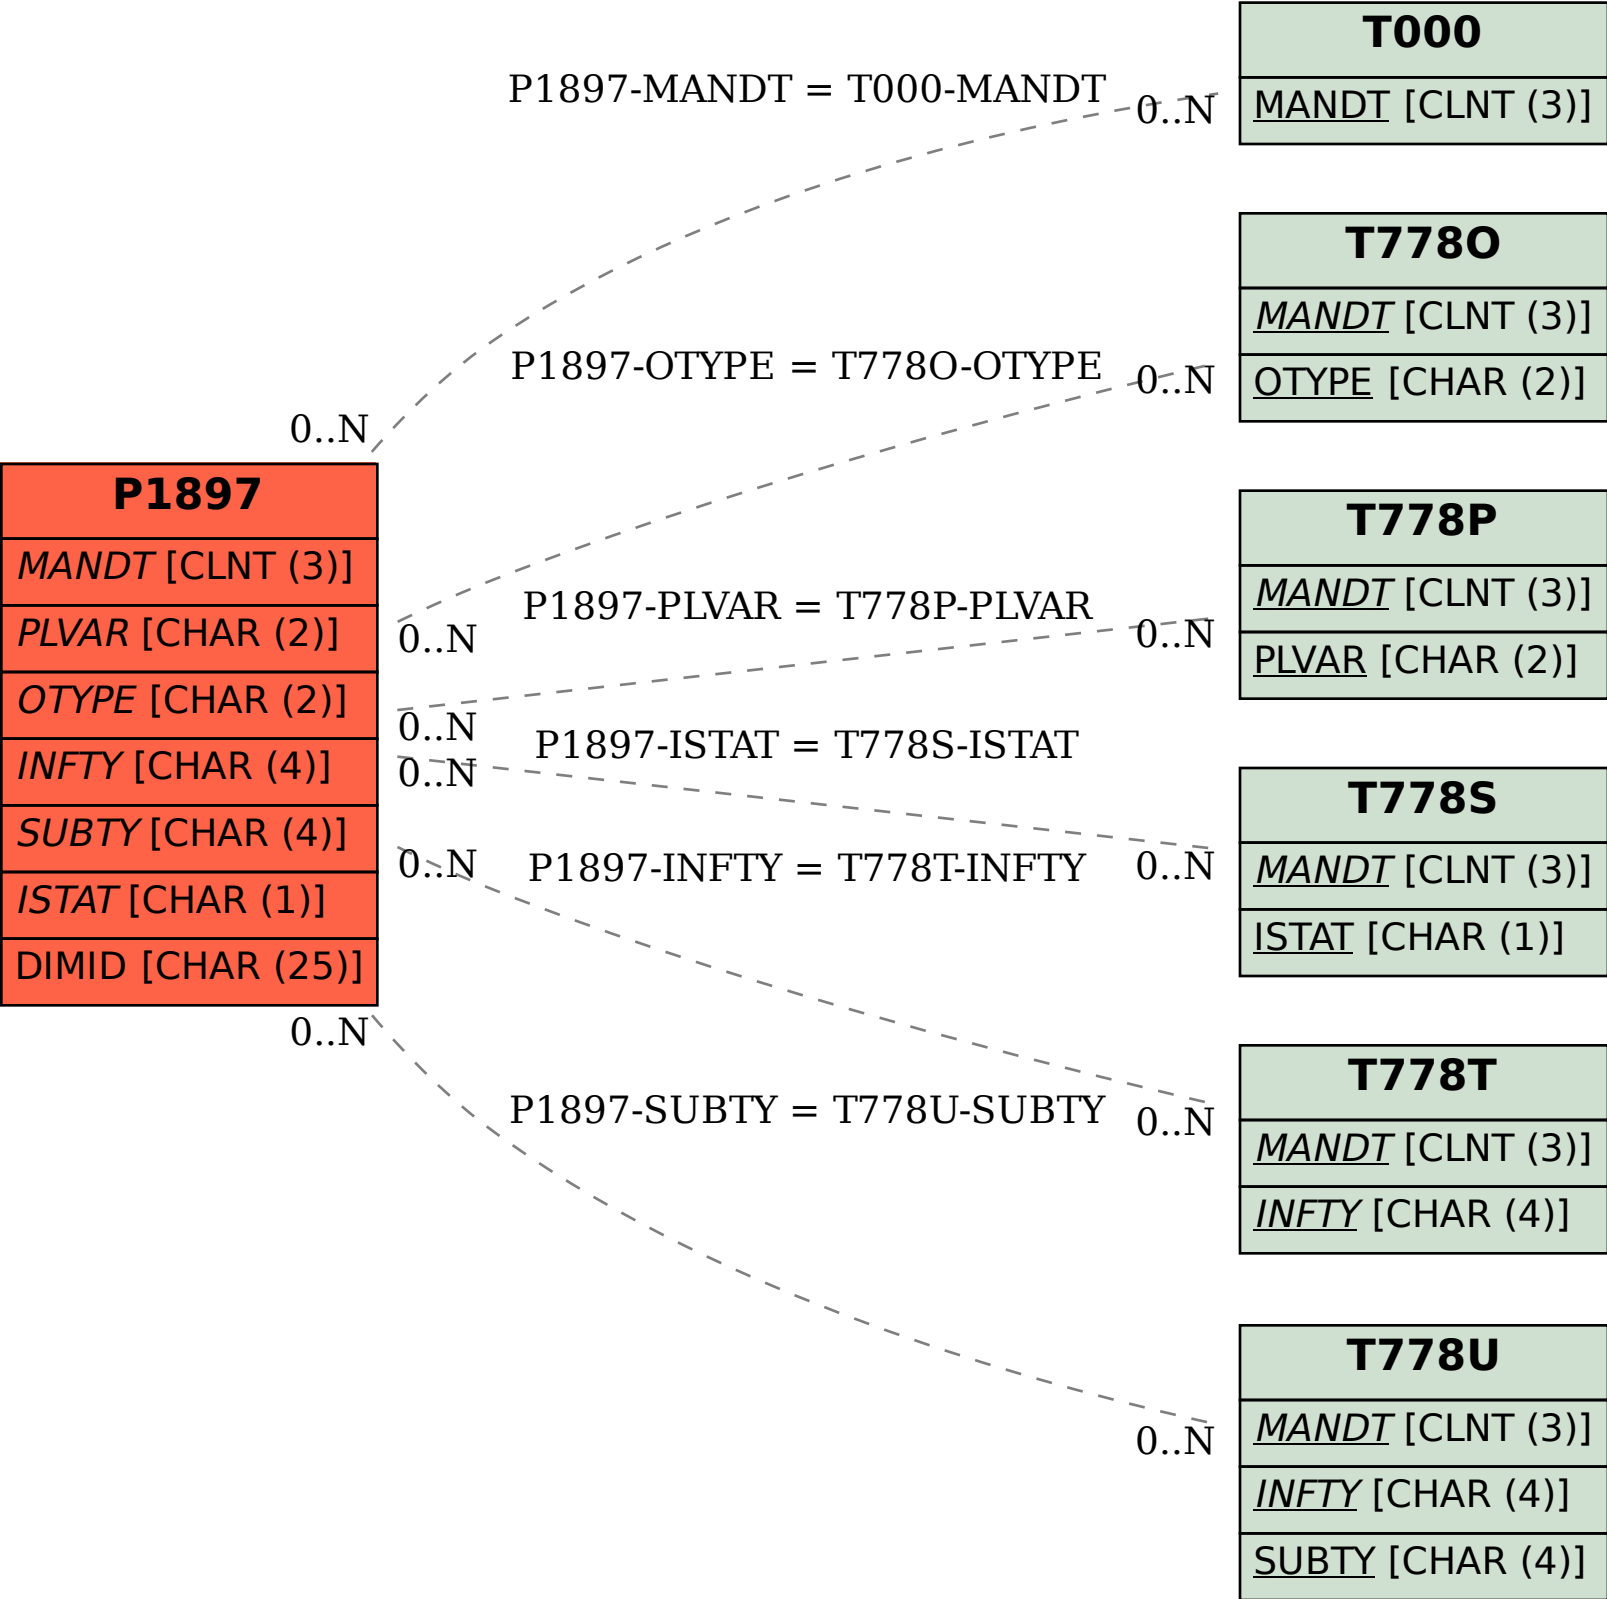 P1897
MANDT [CLNT (3)]
PLVAR [CHAR (2)]
OTYPE [CHAR (2)]
INFTY [CHAR (4)]
SUBTY [CHAR (4)]
ISTAT [CHAR (1)]
DIMID [CHAR (25)]
P1897-MANDT = T000-MANDT
0..N
0..N
P1897-OTYPE = T778O-OTYPE
0..N
0..N
P1897-PLVAR = T778P-PLVAR
0..N
0..N
P1897-ISTAT = T778S-ISTAT
0..N
0..N
P1897-INFTY = T778T-INFTY
0..N
0..N
P1897-SUBTY = T778U-SUBTY
0..N
0..N
T000
MANDT [CLNT (3)]
T778O
MANDT [CLNT (3)]
OTYPE [CHAR (2)]
T778P
MANDT [CLNT (3)]
PLVAR [CHAR (2)]
T778S
MANDT [CLNT (3)]
ISTAT [CHAR (1)]
T778T
MANDT [CLNT (3)]
INFTY [CHAR (4)]
T778U
MANDT [CLNT (3)]
INFTY [CHAR (4)]
SUBTY [CHAR (4)]